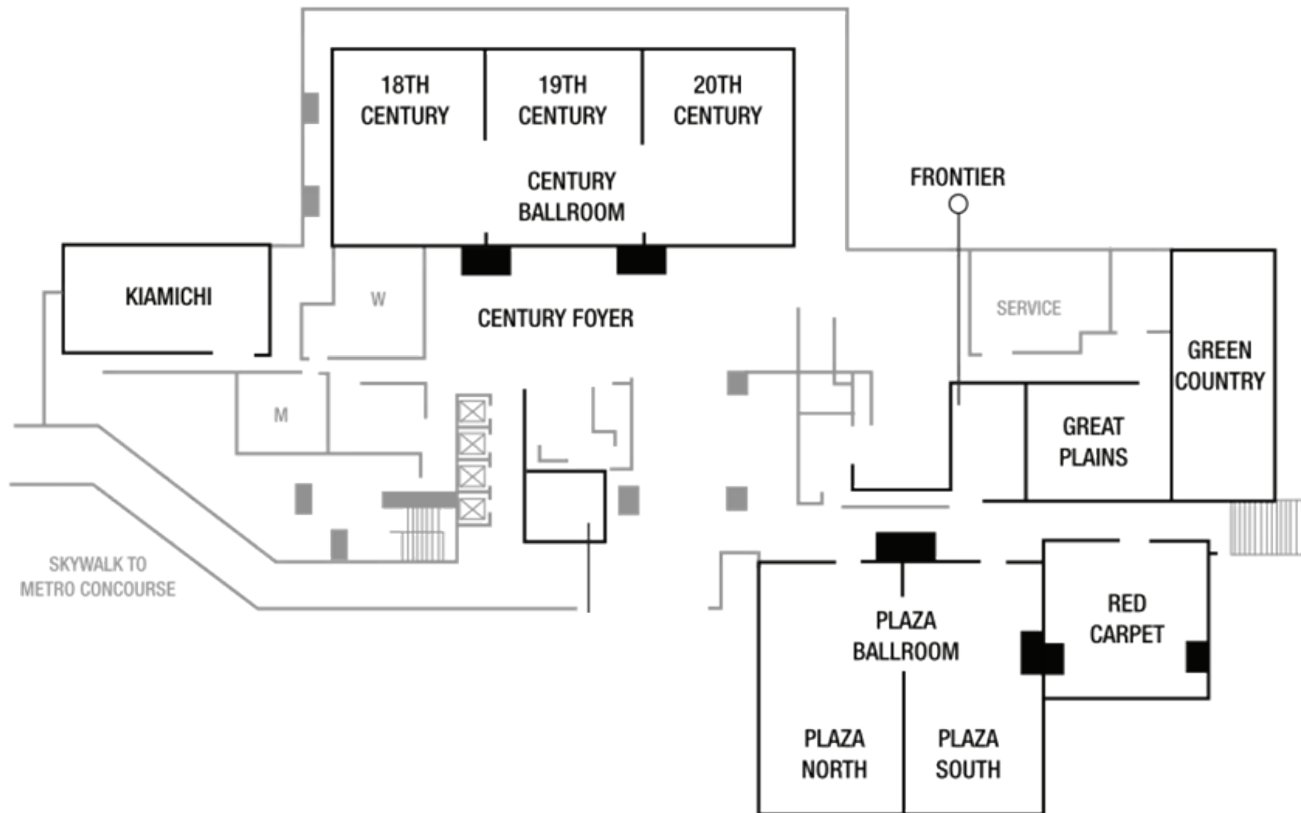 18TH
CENTURY
19TH
CENTURY
20TH
CENTURY
CENTURY
BALLROOM
FRONTIER
KIAMICHI
W
CENTURY FOYER
SERVICE
GREEN
COUNTRY
M
GREAT
PLAINS
SKYWALK TO
METRO CONCOURSE
PLAZA
BALLROOM
RED
CARPET
PLAZA
NORTH
PLAZA
SOUTH